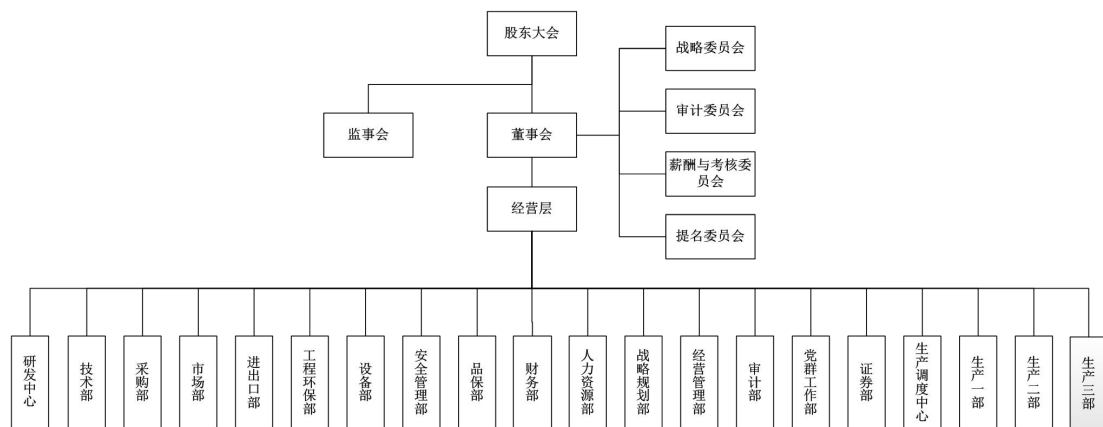 股东大会
战略委员会
审计委员会
监事会
董事会
薪酬与考核委
员会
经营层
提名委员会
研发中心
技术部
采购部
市场部
进出口部
工程环保部
设备部
安全管理部
品保部
财务部
人力资源部
战略规划部
经营管理部
审计部
党群工作部
证券部
生产调度中心
生产一部
生产二部
生产三部